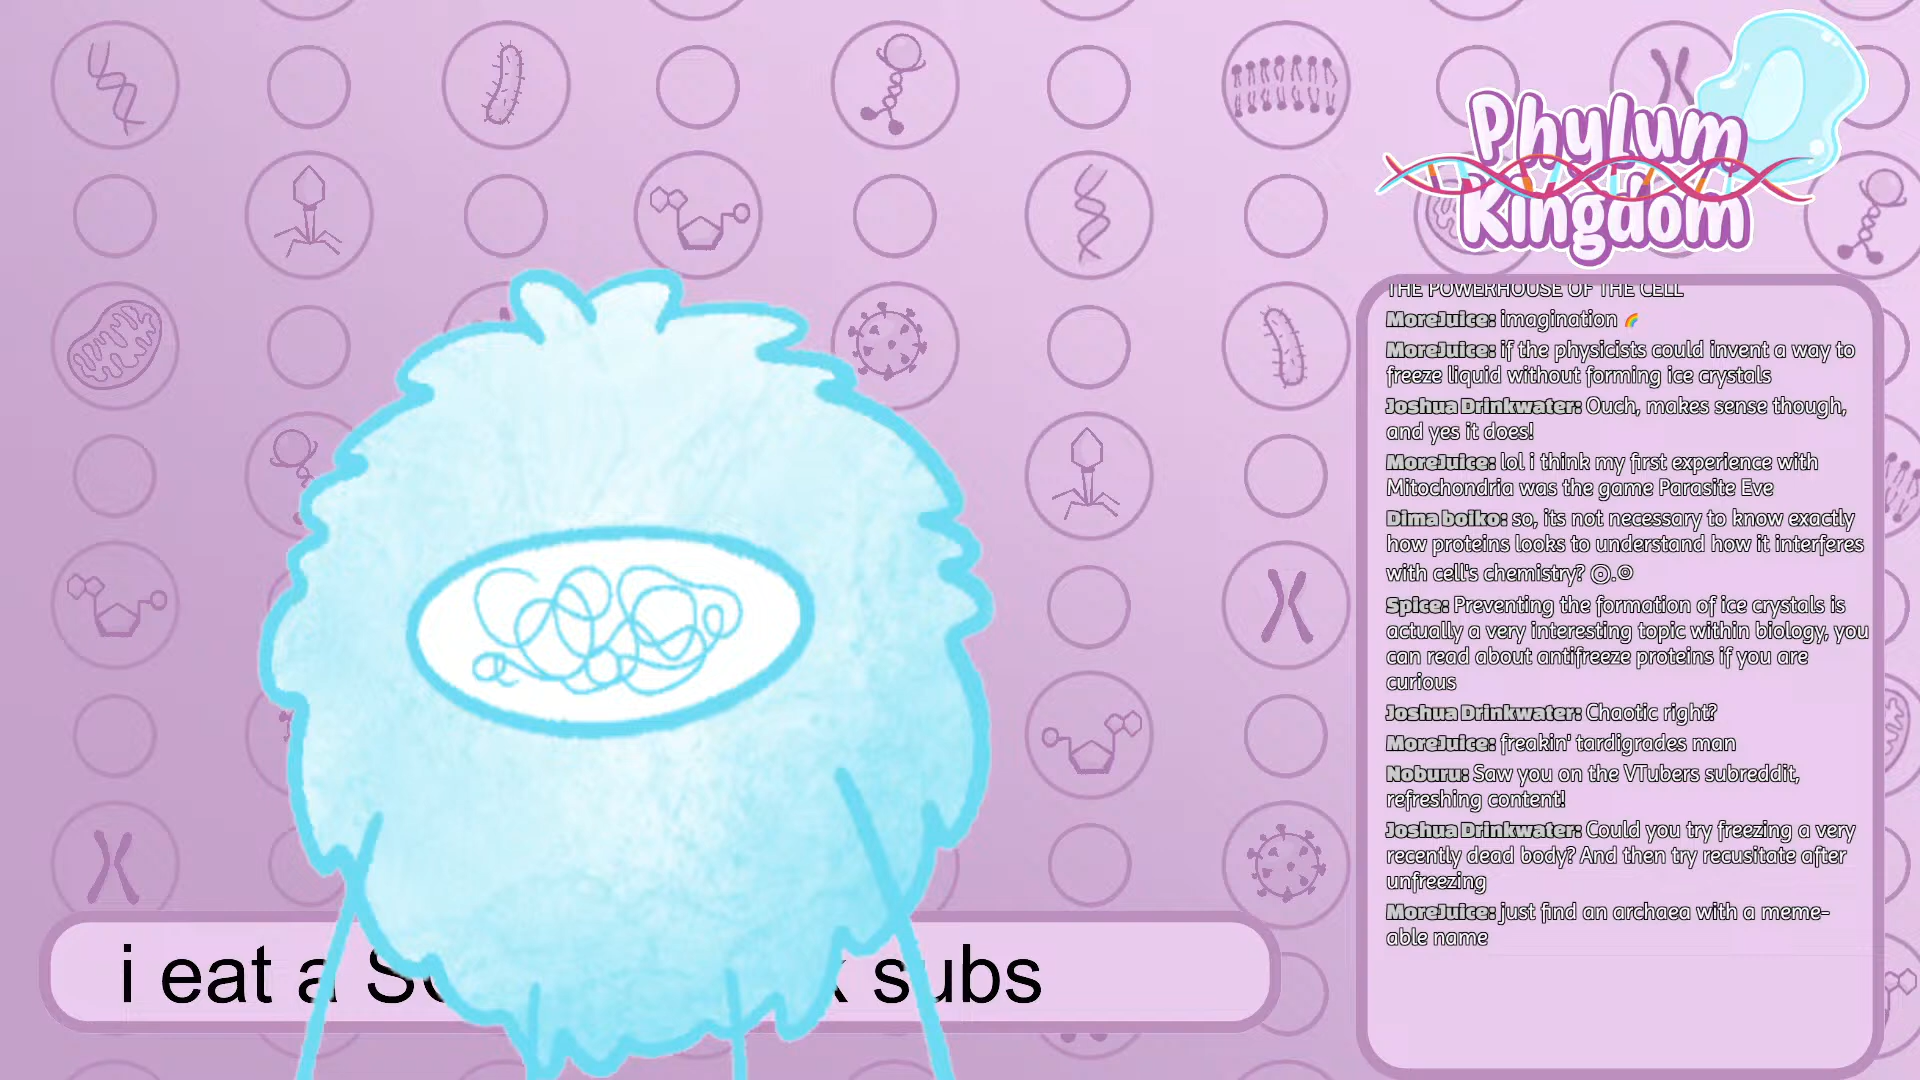 Phylum
Kingdom
THE POWERHOUSE OF THE CELL
MoreJuice: imagination 🌈
MoreJuice: if the physicists could invent a way to
freeze liquid without forming ice crystals
Joshua Drinkwater: Ouch, makes sense though,
and yes it does!
MoreJuice: lol i think my first experience with
Mitochondria was the game Parasite Eve
Dima boiko: so, its not necessary to know exactly
how proteins looks to understand how it interferes
with cell's chemistry? ◎.©
Spice: Preventing the formation of ice crystals is
actually a very interesting topic within biology, you
can read about antifreeze proteins if you are
curious
Joshua Drinkwater: Chaotic right?
MoreJuice: freakin' tardigrades man
Noburu: Saw you on the VTubers subreddit,
refreshing content!
Joshua Drinkwater: Could you try freezing a very
recently dead body? And then try recusitate after
unfreezing
MoreJuice: just find an archaea with a meme-
able name
i eat a subs